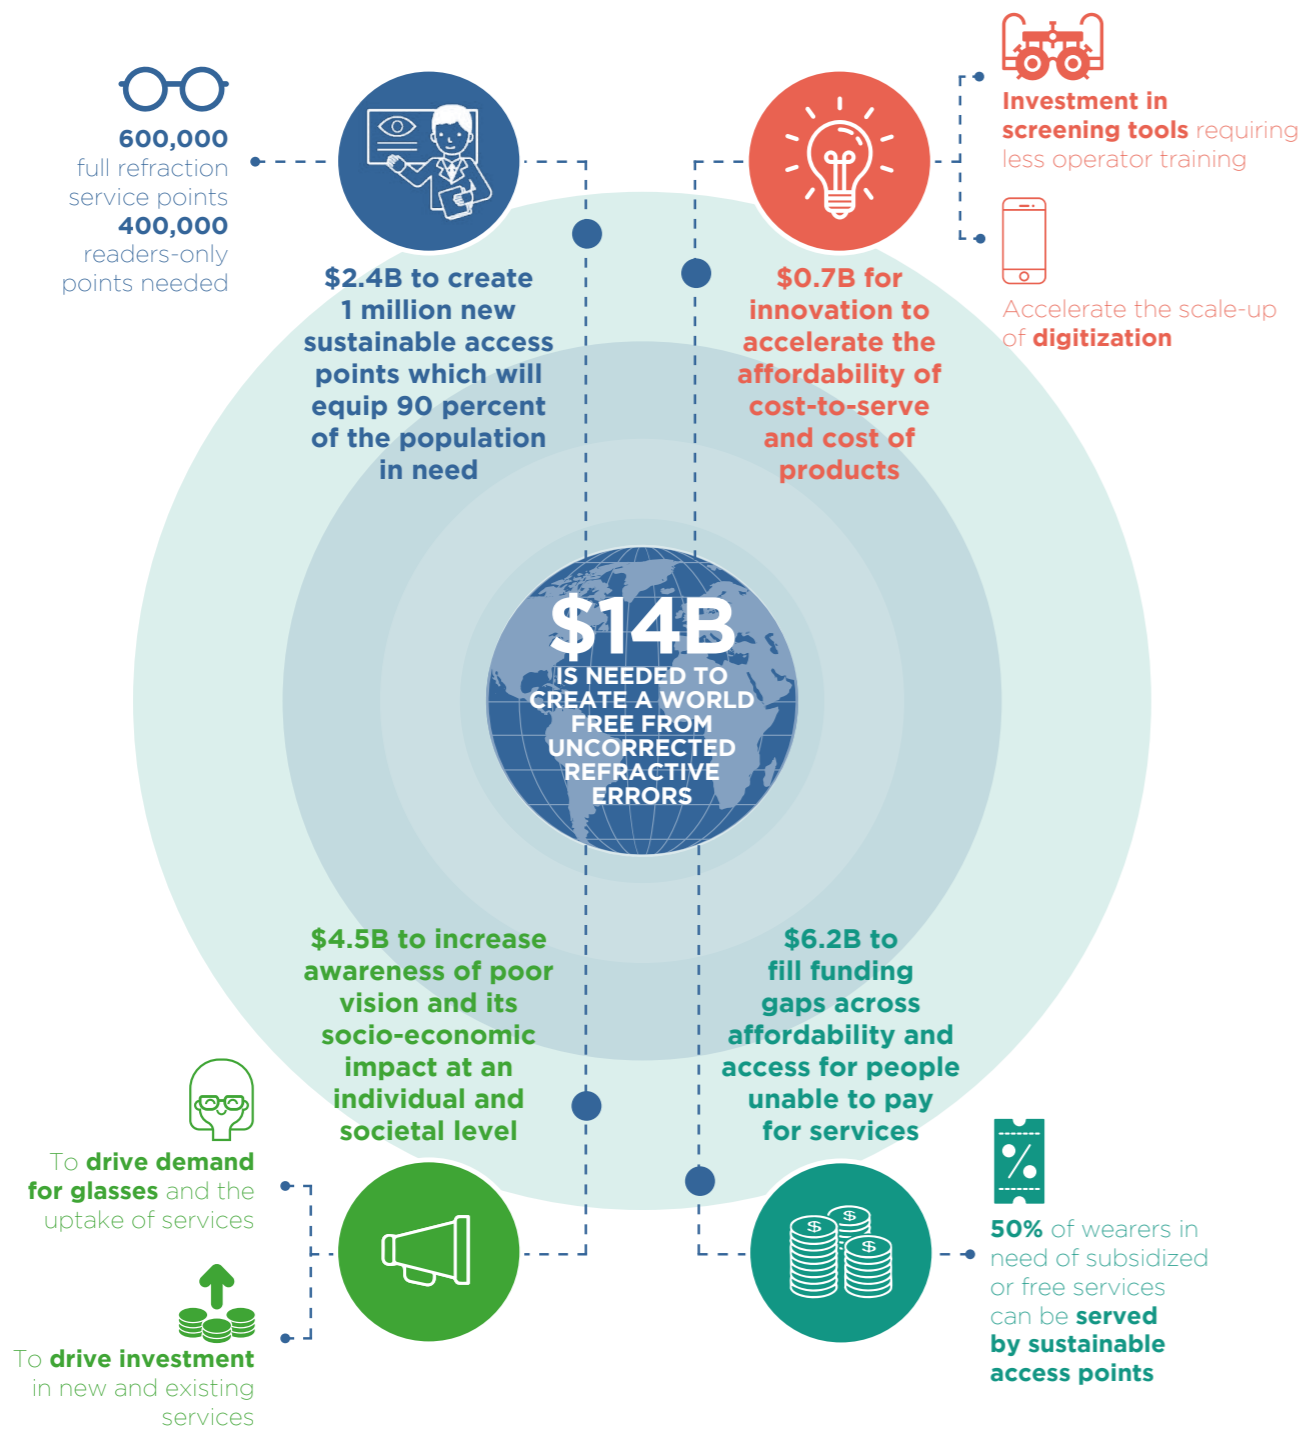 600,000
full refraction
service points
400,000
readers-only
points needed
$2.4B to create
1 million new
sustainable access
points which will
equip 90 percent
of the population
in need
$0.7B for
innovation to
accelerate the
affordability of
cost-to-serve
and cost of
products
Investment in
screening tools requiring
less operator training
Accelerate the scale-up
of digitization
$14B
IS NEEDED TO
CREATE A WORLD
FREE FROM
UNCORRECTED
REFRACTIVE
ERRORS
$4.5B to increase
awareness of poor
vision and its
socio-economic
impact at an
individual and
societal level
To drive demand
for glasses and the
uptake of services
To drive investment
in new and existing
services
$6.2B to
fill funding
gaps across
affordability and
access for people
unable to pay
for services
$
$
$
%
50% of wearers in
need of subsidized
or free services
can be served
by sustainable
access points